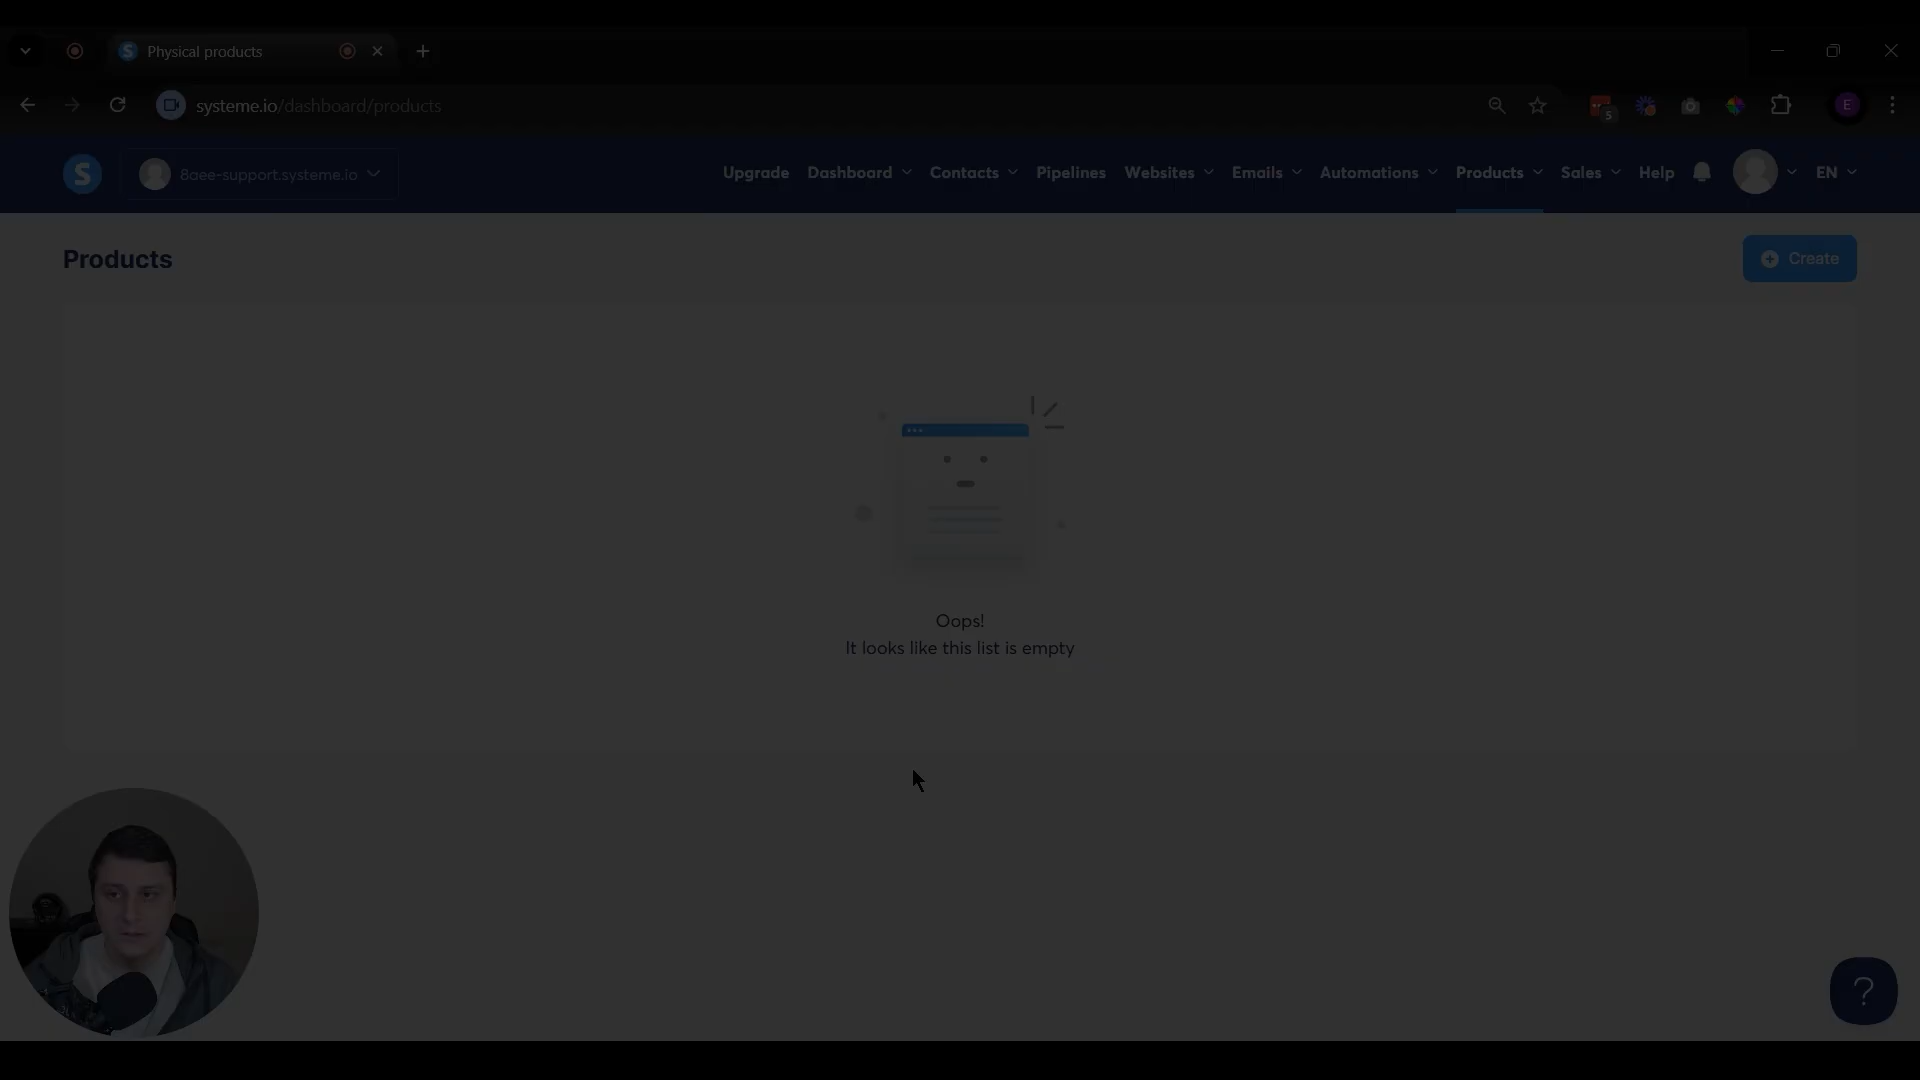 Physical products
systeme.io/dashboard/products
S
E
S
8aee-support.systeme.io
Upgrade Dashboard Contacts Pipelines Websites Emails Automations Products Sales Help EN
Products
Create
Oops!
It looks like this list is empty
?